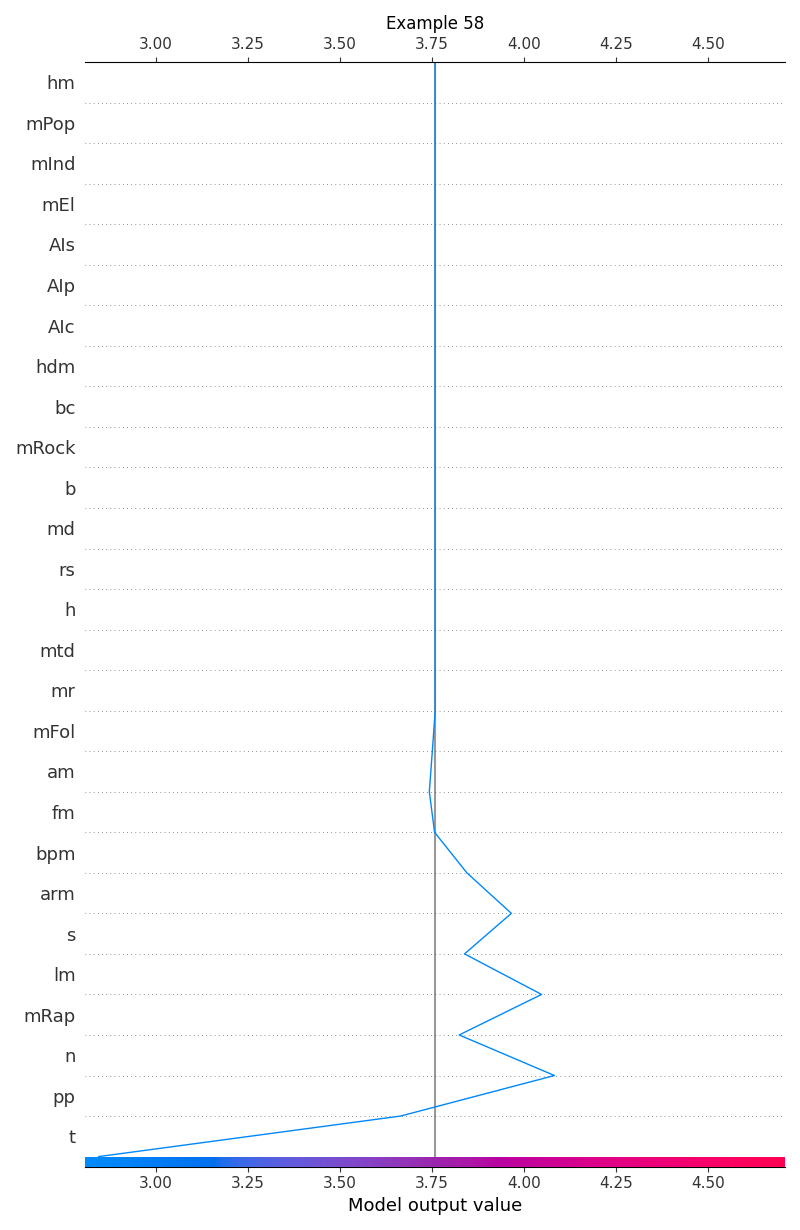 Example 58
3.00 3.25 3.50 3.75 4.00 4.25 4.50
hm
mPop
mInd
mEl
AIs
AIp
AIc
hdm
bc
mRock
b
md
rs
h
mtd
mr
mFol
am
fm
bpm
arm
s
lm
mRap
n
pp
t
3.00 3.25 3.50 3.75 4.00 4.25 4.50
Model output value